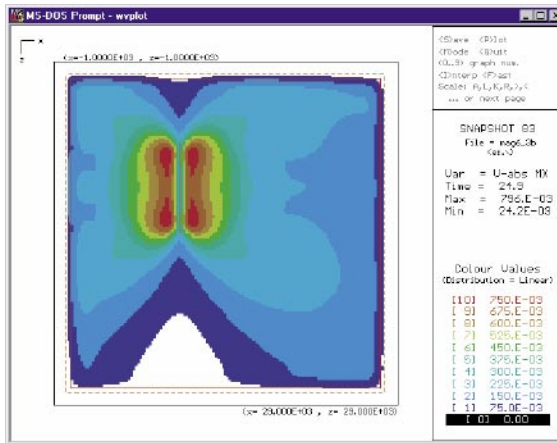 MS-DOS Prompt - wvplot
x
z
(x=-1.0000E+03 , z=-1.0000E+03)
(x= 29.000E+03 , z= 29.000E+03)
(S)ave (P)lot
(M)ode (Q)uit
(0..9) graph num.
(I)nterp (F)ast
Scale: A,L,K,R,>,<
... or next page
SNAPSHOT 03
File = mag6_3b
Var = V-abs MX
Time = 24.9
Max = 796.E-03
Min = 24.2E-03
Colour Values
(Distribution = Linear)
[10] 750.E-03
[ 9] 675.E-03
[ 8] 600.E-03
[ 7] 525.E-03
[ 6] 450.E-03
[ 5] 375.E-03
[ 4] 300.E-03
[ 3] 225.E-03
[ 2] 150.E-03
[ 1] 75.0E-03
[ 0] 0.00